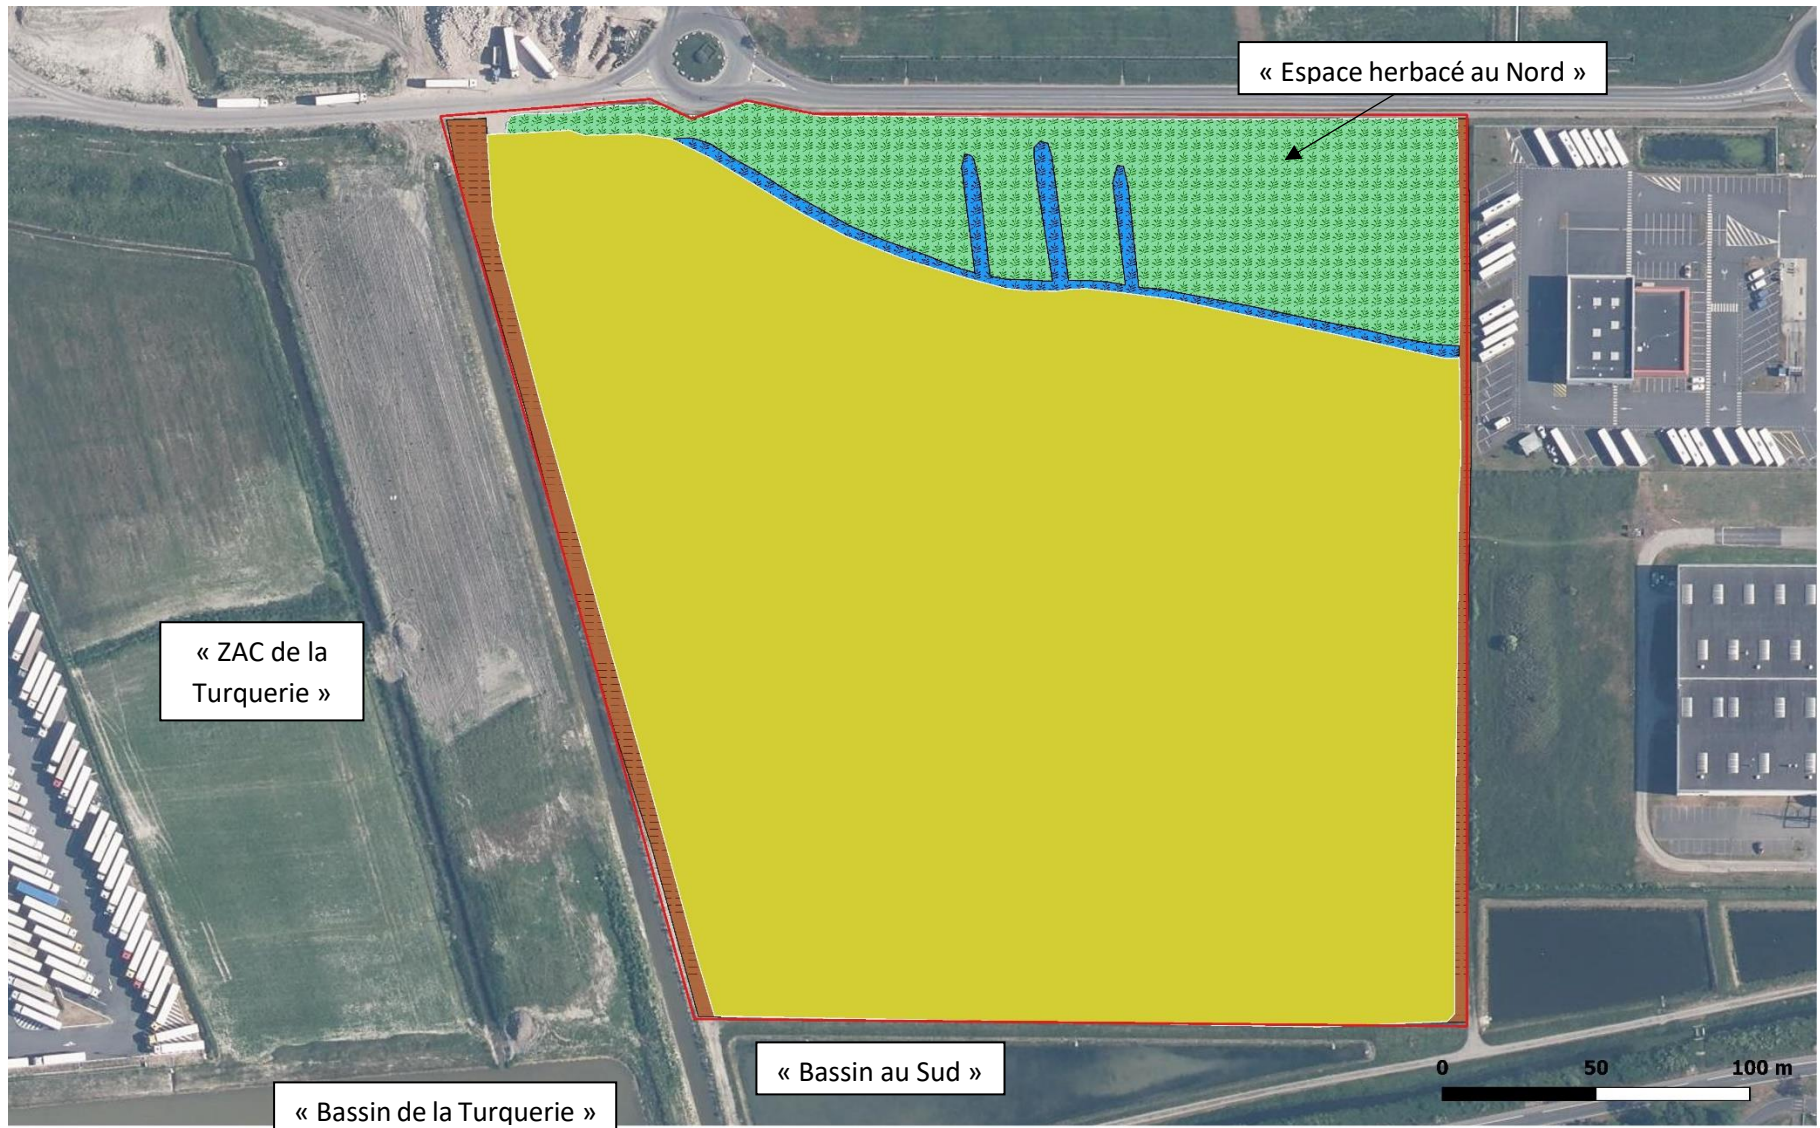 « Espace herbacé au Nord »
« ZAC de la
Turquerie »
« Bassin au Sud »
« Bassin de la Turquerie »
0 50 100 m